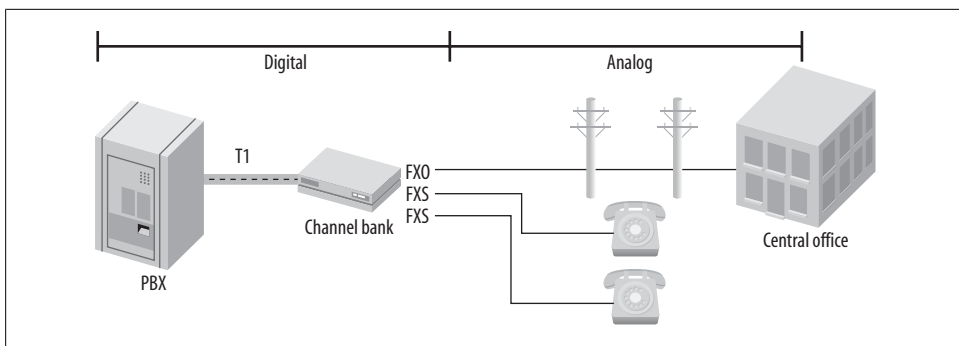 Digital
Analog
T1
FXO
FXS
FXS
Channel bank
Central office
PBX